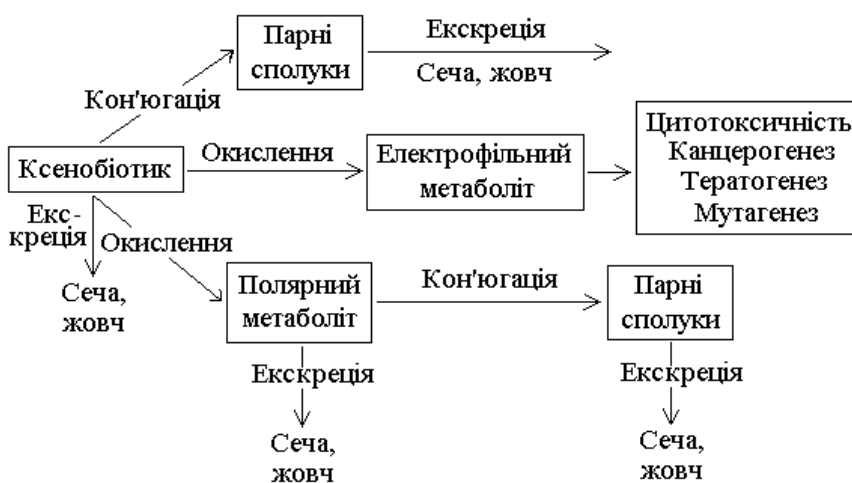 Парні
сполуки
Екскреція
Сеча, жовч
Кон'югація
Ксенобіотик
Окислення
Електрофільний
метаболіт
Цитотоксичність
Канцерогенез
Тератогенез
Мутагенез
Екс-
креція
Окислення
Сеча,
жовч
Полярний
метаболіт
Кон'югація
Парні
сполуки
Екскреція
Екскреція
Сеча,
жовч
Сеча,
жовч